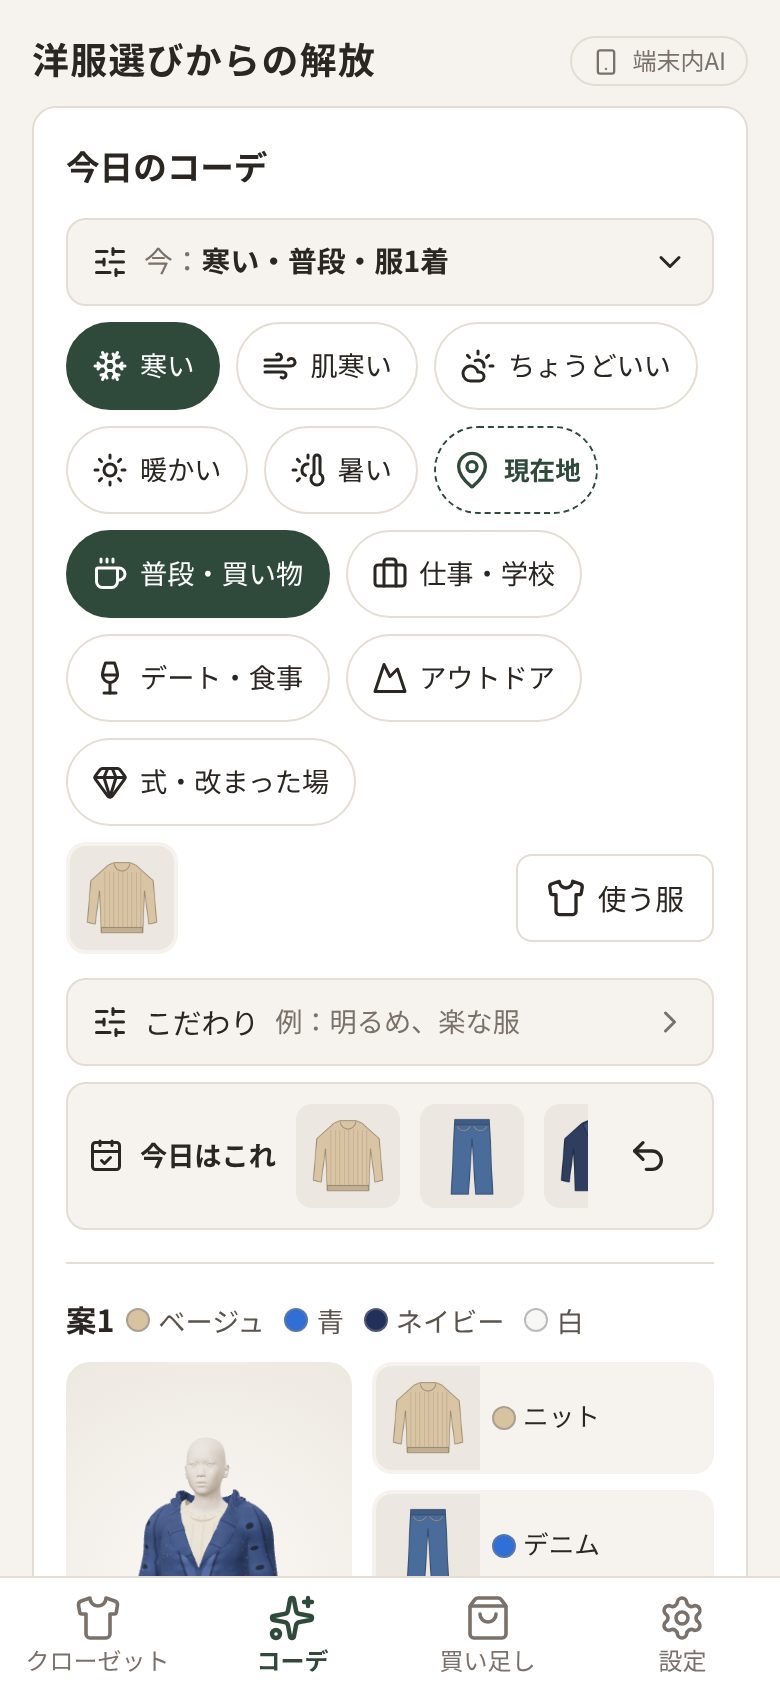 洋服選びからの解放
端末内AI
今日のコーデ
今：寒い・普段・服1着
寒い
肌寒い
ちょうどいい
暖かい
暑い
現在地
普段・買い物
仕事・学校
デート・食事
アウトドア
式・改まった場
使う服
こだわり 例：明るめ、楽な服
今日はこれ
案1 ベージュ 青 ネイビー 白
ニット
デニム
クローゼット
コーデ
買い足し
設定